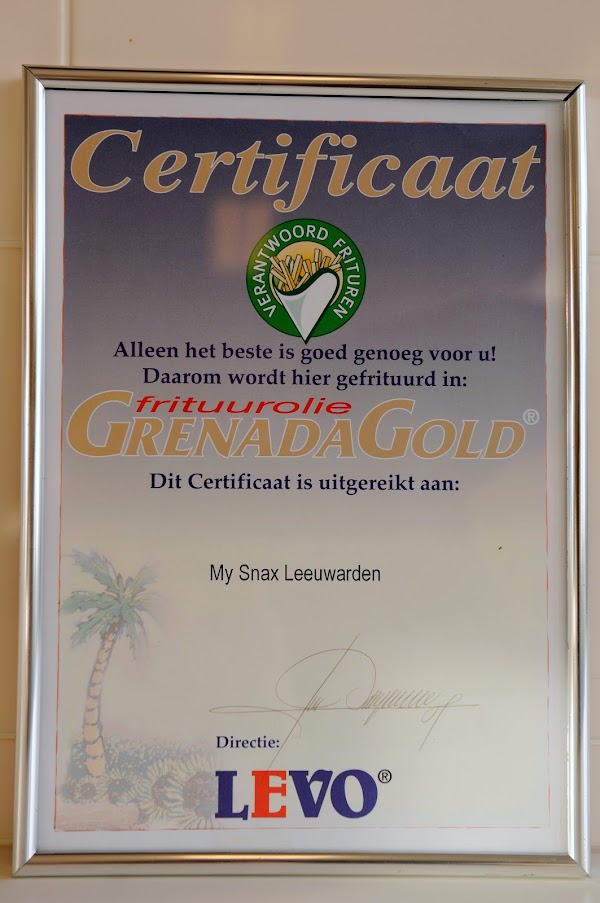 Certificaat
VERANTWOORD FRITUREN
Alleen het beste is goed genoeg voor u!
Daarom wordt hier gefrituurd in:
frituurolie
GRENADAGOLD®
Dit Certificaat is uitgereikt aan:
My Snax Leeuwarden
Directie:
LEVO®